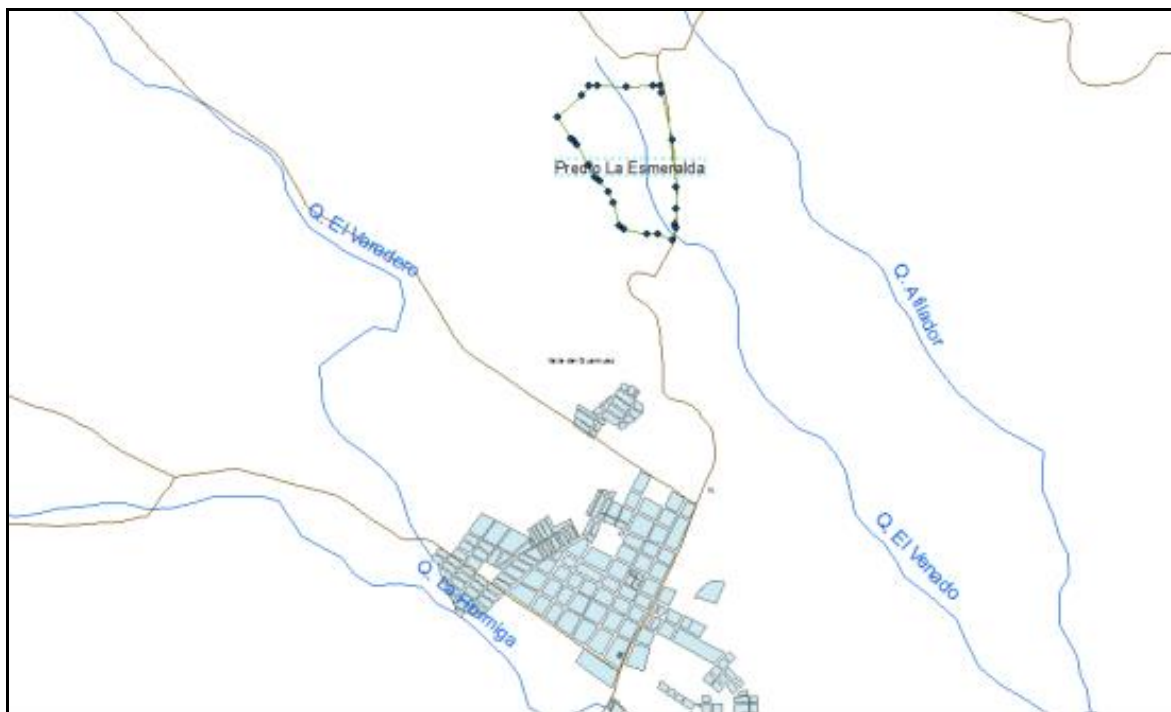 Predio La Esmeralda
Q. El Varadero
Q. Afilador
Q. El Venado
Q. La Hormiga